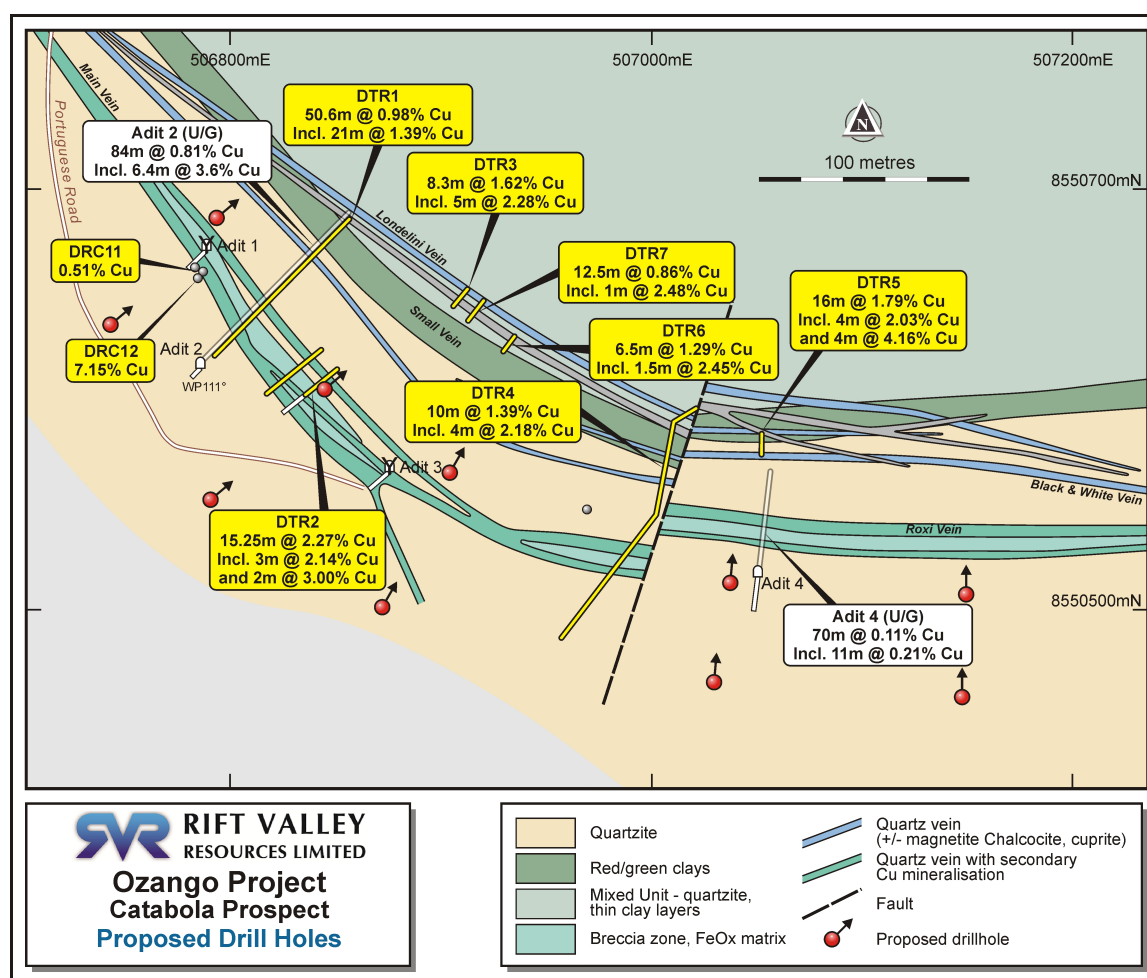 506800mE
507000mE
507200mE
Main Vein
Portuguese Road
DTR1
50.6m @ 0.98% Cu
Incl. 21m @ 1.39% Cu
Adit 2 (U/G)
84m @ 0.81% Cu
Incl. 6.4m @ 3.6% Cu
N
100 metres
DTR3
8.3m @ 1.62% Cu
Incl. 5m @ 2.28% Cu
8550700mN
Londelini Vein
Adit 1
DRC11
0.51% Cu
DTR7
12.5m @ 0.86% Cu
Incl. 1m @ 2.48% Cu
DTR5
16m @ 1.79% Cu
Incl. 4m @ 2.03% Cu
and 4m @ 4.16% Cu
Small Vein
DTR6
6.5m @ 1.29% Cu
Incl. 1.5m @ 2.45% Cu
DRC12
7.15% Cu
Adit 2
WP111°
DTR4
10m @ 1.39% Cu
Incl. 4m @ 2.18% Cu
Adit 3
Black & White Vein
DTR2
15.25m @ 2.27% Cu
Incl. 3m @ 2.14% Cu
and 2m @ 3.00% Cu
Roxi Vein
Adit 4
8550500mN
Adit 4 (U/G)
70m @ 0.11% Cu
Incl. 11m @ 0.21% Cu
SVR
RIFT VALLEY
RESOURCES LIMITED
Ozango Project
Catabola Prospect
Proposed Drill Holes
Quartzite
Red/green clays
Mixed Unit - quartzite,
thin clay layers
Breccia zone, FeOx matrix
Quartz vein
(+/- magnetite Chalcocite, cuprite)
Quartz vein with secondary
Cu mineralisation
Fault
Proposed drillhole